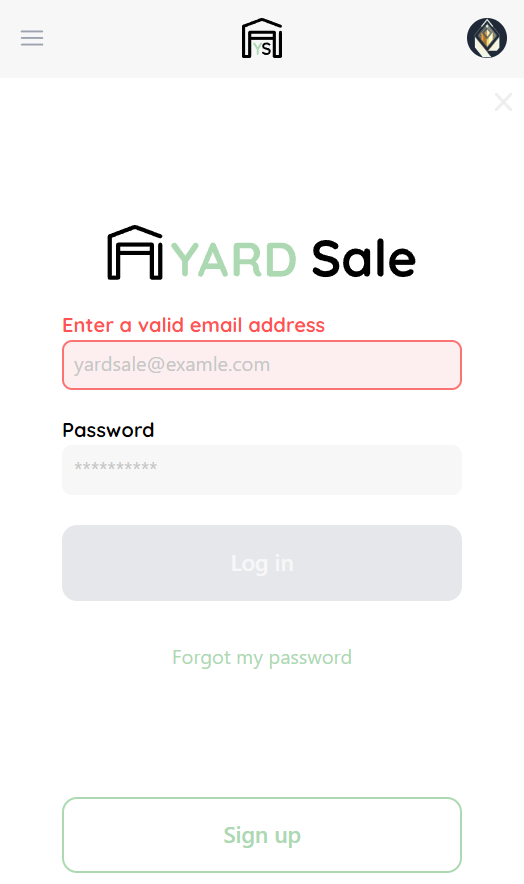 YS
YARD Sale
Enter a valid email address
yardsale@examle.com
Password
**********
Log in
Forgot my password
Sign up